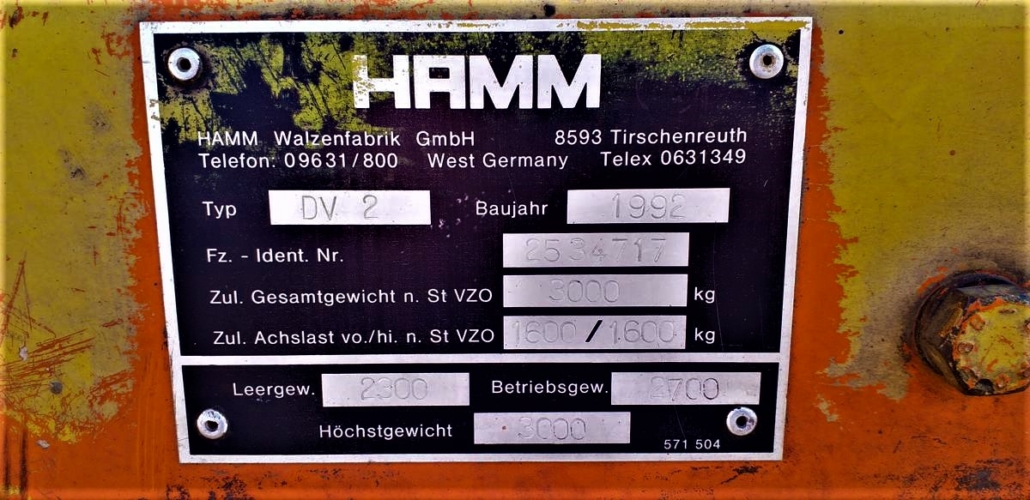 HAMM
HAMM Walzenfabrik GmbH 8593 Tirschenreuth
Telefon: 09631/800 West Germany Telex 0631349
Typ DV 2 Baujahr 1992
Fz. - Ident. Nr. 2534717
Zul. Gesamtgewicht n. St VZO 3000 kg
Zul. Achslast vo./hi. n. St VZO 1600/1600 kg
Leergew. 2300 Betriebsgew. 2700
Höchstgewicht 3000
571 504